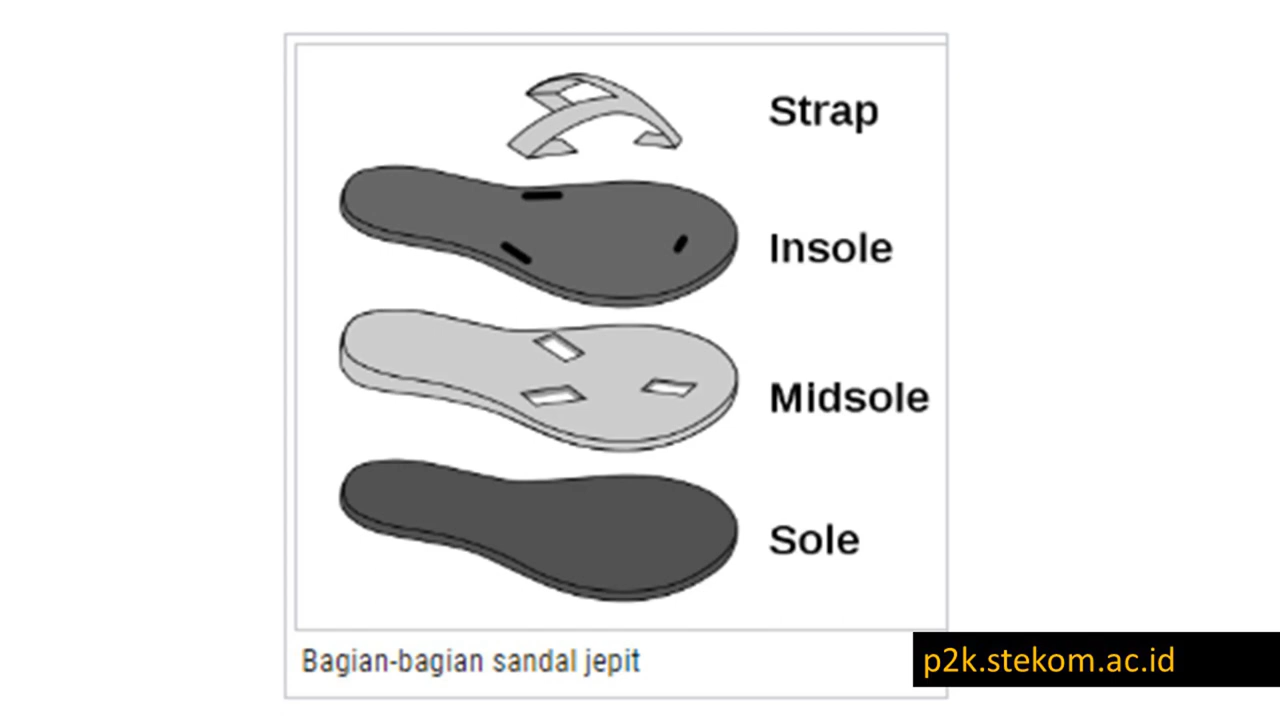 Strap
Insole
Midsole
Sole
Bagian-bagian sandal jepit
p2k.stekom.ac.id